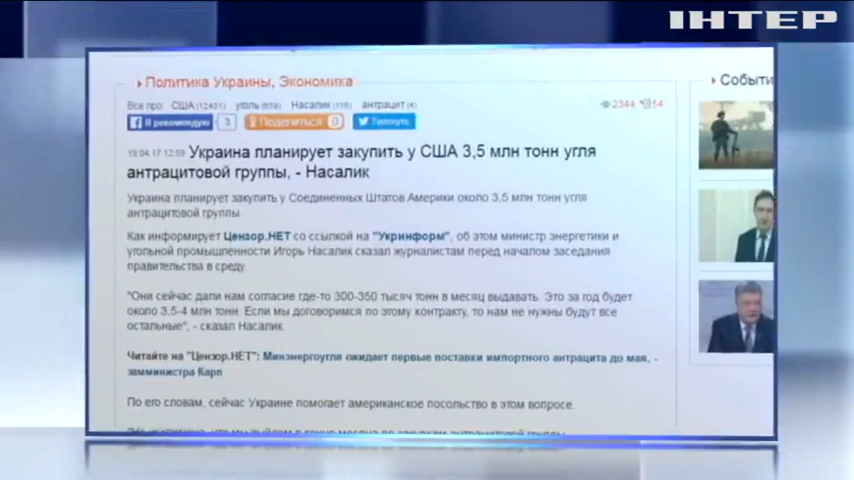 ІНТЕР
Политика Украины, Экономика
Событи
Все про: США (12401) уголь (659) Насалик (116) антрацит (4)
2344 54
Я рекомендую 3 Поделиться 0 Твитнуть
19.04.17 12:59 Украина планирует закупить у США 3,5 млн тонн угля
антрацитовой группы, - Насалик
Украина планирует закупить у Соединенных Штатов Америки около 3,5 млн тонн угля
антрацитовой группы.
Как информирует Цензор.НЕТ со ссылкой на "Укринформ", об этом министр энергетики и
угольной промышленности Игорь Насалик сказал журналистам перед началом заседания
правительства в среду.
"Они сейчас дали нам согласие где-то 300-350 тысяч тонн в месяц выдавать. Это за год будет
около 3,5-4 млн тонн. Если мы договоримся по этому контракту, то нам не нужны будут все
остальные", - сказал Насалик
Читайте на "Цензор.НЕТ": Минэнергоугля ожидает первые поставки импортного антрацита до мая, -
замминистра Карп
По его словам, сейчас Украине помогает американское посольство в этом вопросе.